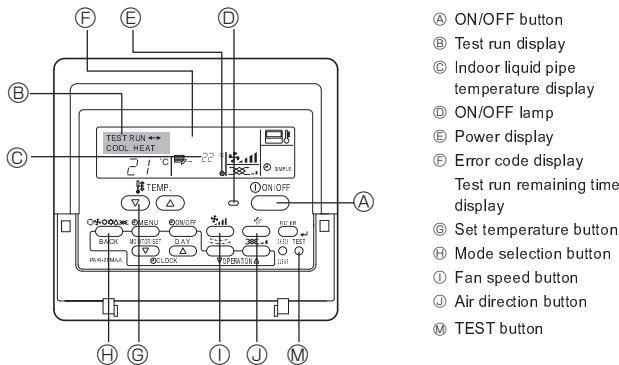 Ⓕ Ⓔ Ⓓ
Ⓑ
Ⓒ
Ⓐ
TEST RUN
COOL, HEAT
21 °C 22 °C
SIMPLE
TEMP.
ON/OFF
MENU ON/OFF FILTER
BACK MONITOR/SET DAY CHECK TEST
PAR-21MAA CLOCK OPERATION CLEAR
Ⓗ Ⓖ Ⓘ Ⓙ Ⓜ
Ⓐ ON/OFF button
Ⓑ Test run display
Ⓒ Indoor liquid pipe
temperature display
Ⓓ ON/OFF lamp
Ⓔ Power display
Ⓕ Error code display
Test run remaining time
display
Ⓖ Set temperature button
Ⓗ Mode selection button
Ⓘ Fan speed button
Ⓙ Air direction button
Ⓜ TEST button